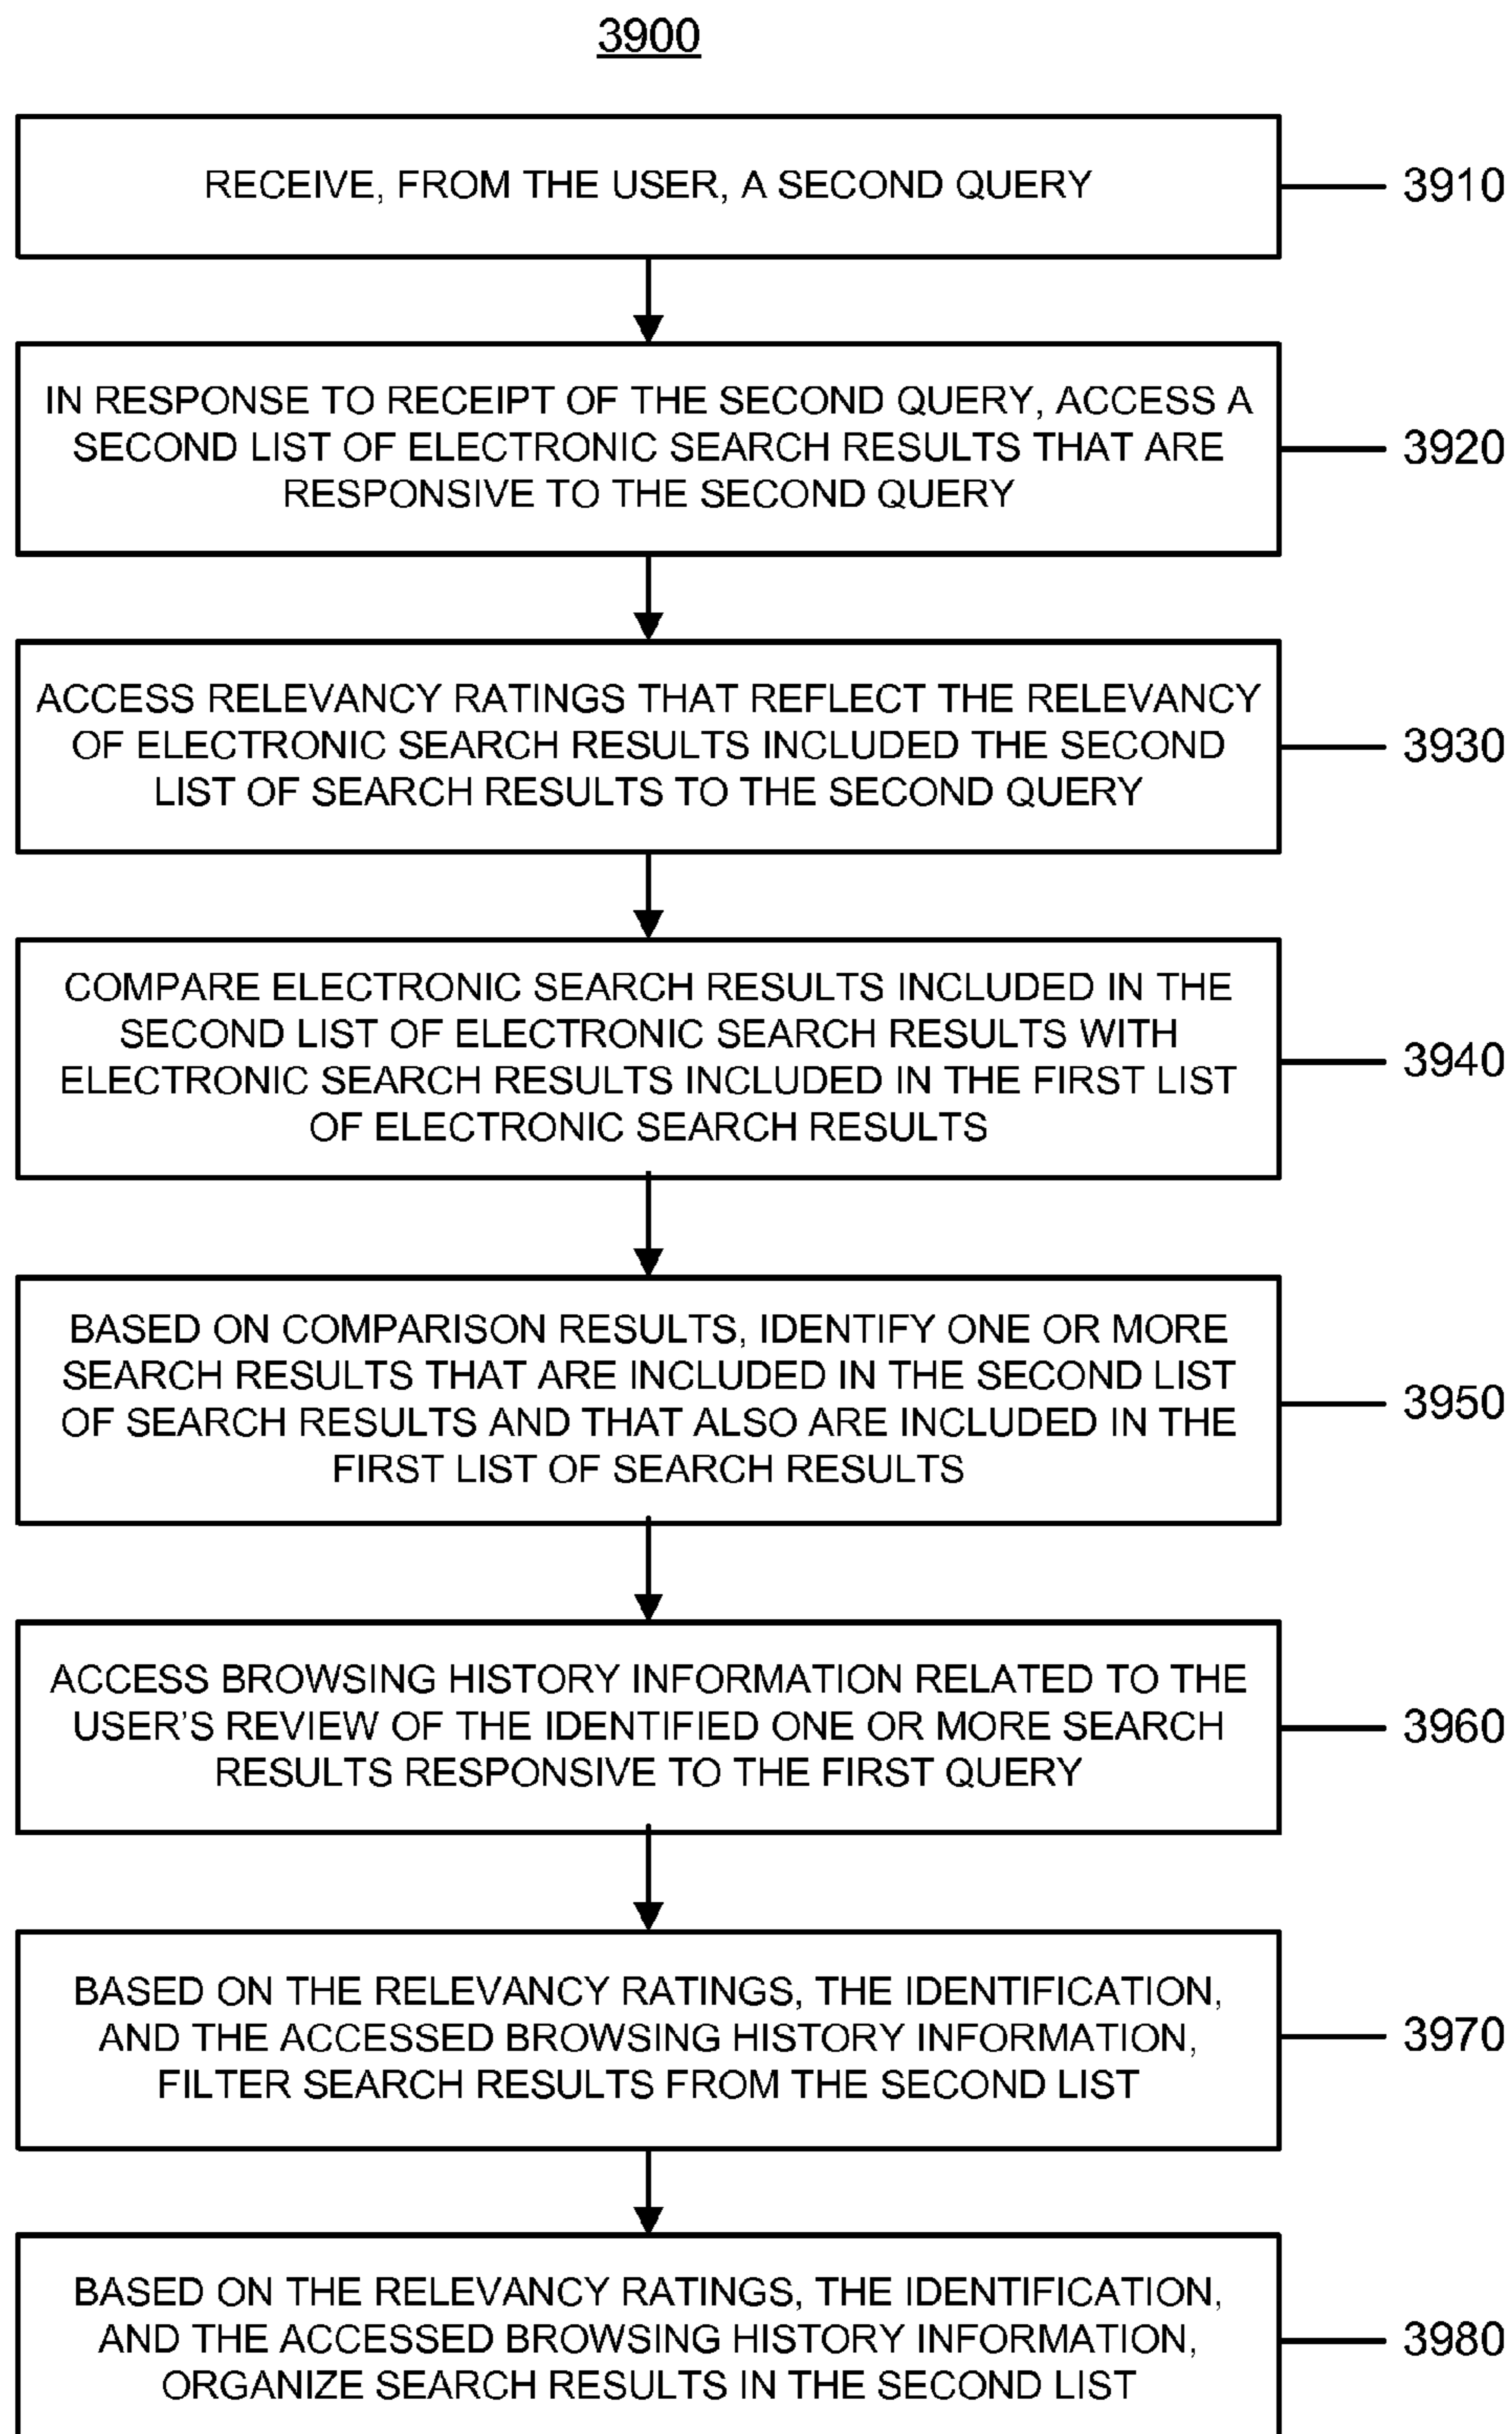 3900
RECEIVE, FROM THE USER, A SECOND QUERY
3910
IN RESPONSE TO RECEIPT OF THE SECOND QUERY, ACCESS A
SECOND LIST OF ELECTRONIC SEARCH RESULTS THAT ARE
RESPONSIVE TO THE SECOND QUERY
3920
ACCESS RELEVANCY RATINGS THAT REFLECT THE RELEVANCY
OF ELECTRONIC SEARCH RESULTS INCLUDED THE SECOND
LIST OF SEARCH RESULTS TO THE SECOND QUERY
3930
COMPARE ELECTRONIC SEARCH RESULTS INCLUDED IN THE
SECOND LIST OF ELECTRONIC SEARCH RESULTS WITH
ELECTRONIC SEARCH RESULTS INCLUDED IN THE FIRST LIST
OF ELECTRONIC SEARCH RESULTS
3940
BASED ON COMPARISON RESULTS, IDENTIFY ONE OR MORE
SEARCH RESULTS THAT ARE INCLUDED IN THE SECOND LIST
OF SEARCH RESULTS AND THAT ALSO ARE INCLUDED IN THE
FIRST LIST OF SEARCH RESULTS
3950
ACCESS BROWSING HISTORY INFORMATION RELATED TO THE
USER'S REVIEW OF THE IDENTIFIED ONE OR MORE SEARCH
RESULTS RESPONSIVE TO THE FIRST QUERY
3960
BASED ON THE RELEVANCY RATINGS, THE IDENTIFICATION,
AND THE ACCESSED BROWSING HISTORY INFORMATION,
FILTER SEARCH RESULTS FROM THE SECOND LIST
3970
BASED ON THE RELEVANCY RATINGS, THE IDENTIFICATION,
AND THE ACCESSED BROWSING HISTORY INFORMATION,
ORGANIZE SEARCH RESULTS IN THE SECOND LIST
3980